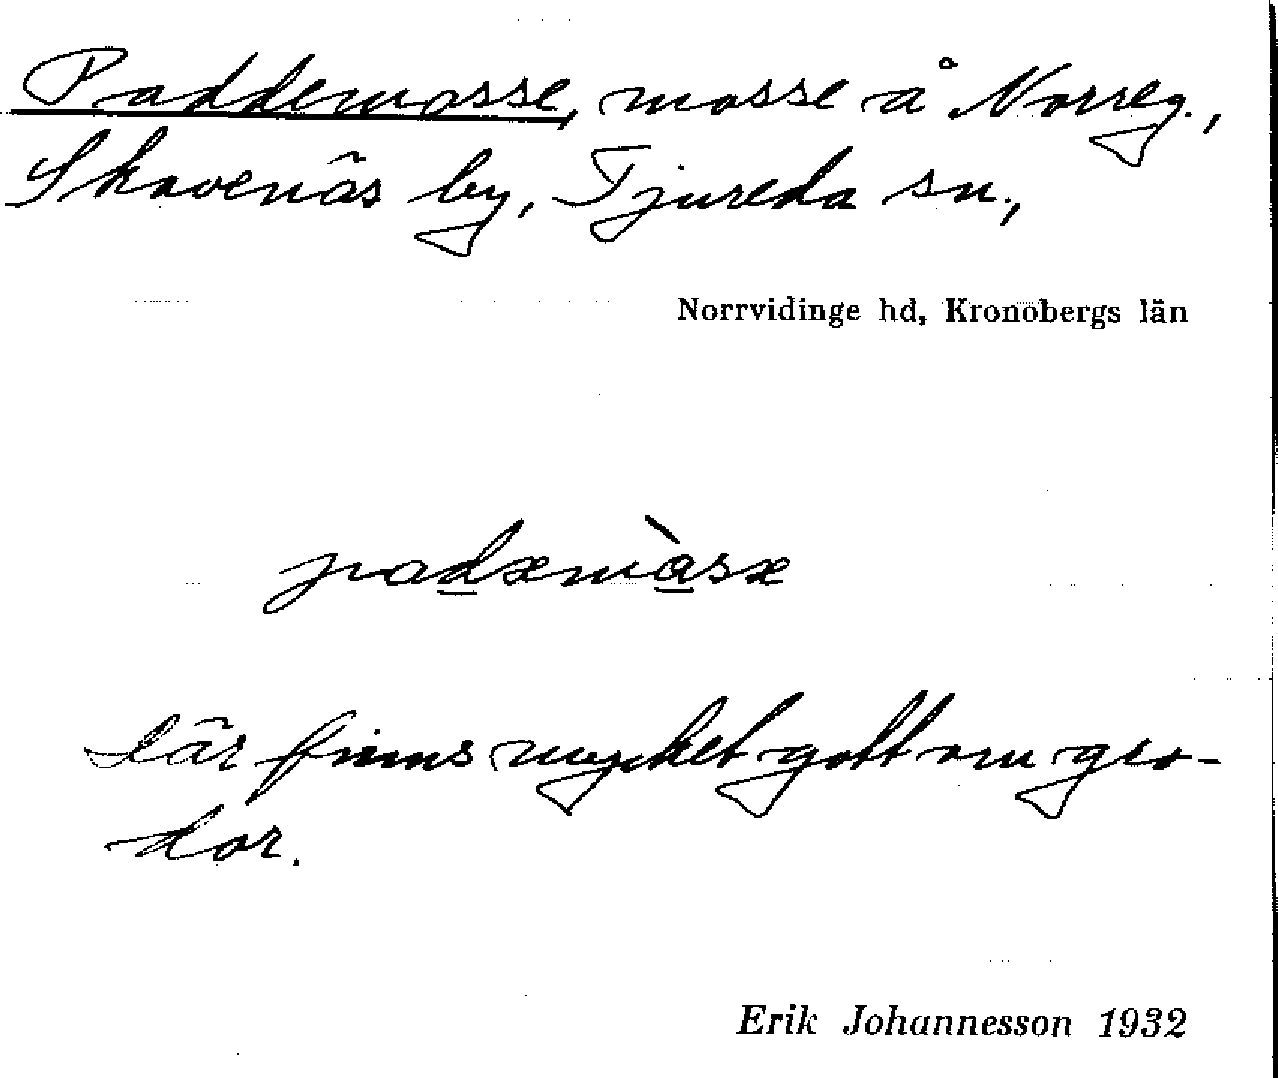 Paddemosse, mosse å Norreg.,
Skavenäs by, Tjureda sn.,
Norrvidinge hd, Kronobergs län
padæmàsæ
där finns mycket gott om gro-
dor.
Erik Johannesson 1932